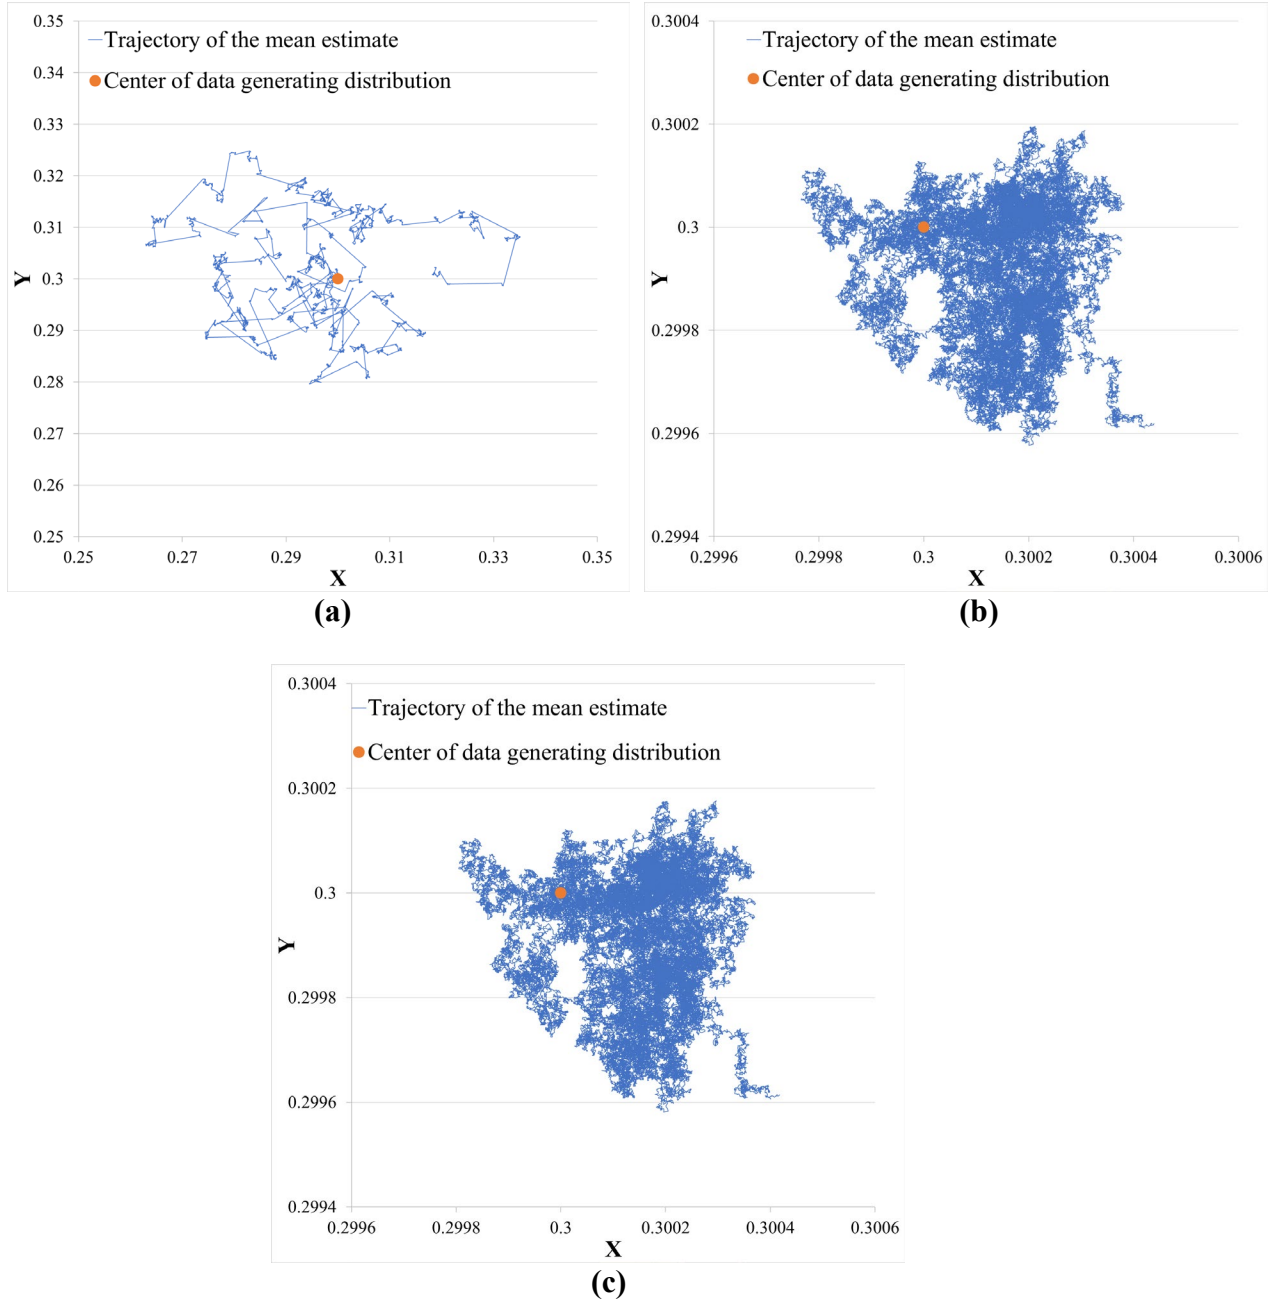 0.35
Trajectory of the mean estimate
0.34
Center of data generating distribution
0.33
0.32
0.31
Y
0.3
0.29
0.28
0.27
0.26
0.25
0.25 0.27 0.29 0.31 0.33 0.35
X
(a)
0.3004
Trajectory of the mean estimate
Center of data generating distribution
0.3002
0.3
Y
0.2998
0.2996
0.2994
0.2996 0.2998 0.3 0.3002 0.3004 0.3006
X
(b)
0.3004
Trajectory of the mean estimate
Center of data generating distribution
0.3002
0.3
Y
0.2998
0.2996
0.2994
0.2996 0.2998 0.3 0.3002 0.3004 0.3006
X
(c)